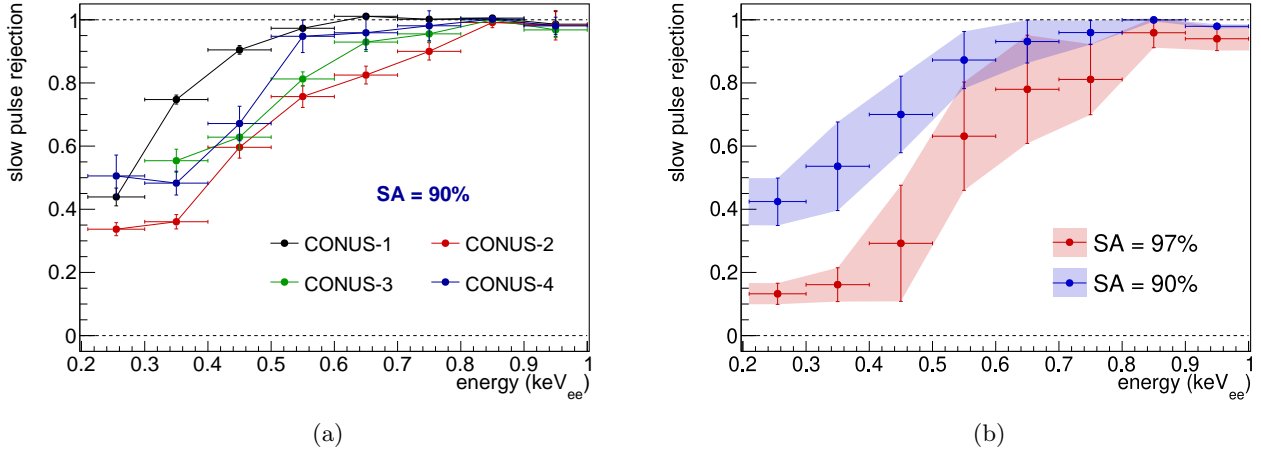 slow pulse rejection
1
0.8
0.6
0.4
0.2
0
SA = 90%
CONUS-1
CONUS-2
CONUS-3
CONUS-4
0.2 0.3 0.4 0.5 0.6 0.7 0.8 0.9 1
energy (keV_ee)
(a)
slow pulse rejection
1
0.8
0.6
0.4
0.2
0
SA = 97%
SA = 90%
0.2 0.3 0.4 0.5 0.6 0.7 0.8 0.9 1
energy (keV_ee)
(b)